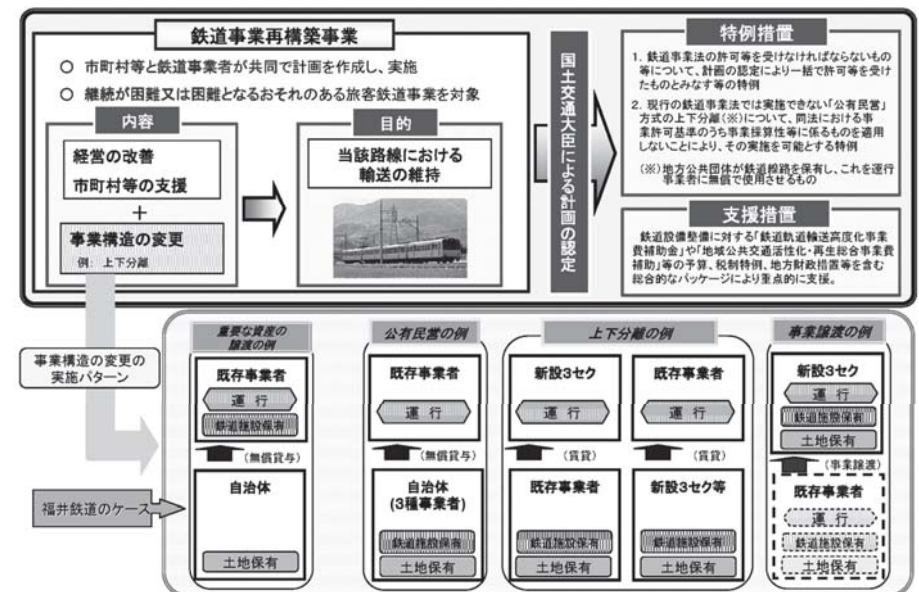 鉄道事業再構築事業
○ 市町村等と鉄道事業者が共同で計画を作成し、実施
○ 継続が困難又は困難となるおそれのある旅客鉄道事業を対象
内容
経営の改善
市町村等の支援
+
事業構造の変更
例: 上下分離
目的
当該路線における
輸送の維持
国土交通大臣による計画の認定
特例措置
1. 鉄道事業法の許可等を受けなければならないもの
等について、計画の認定により一括で許可等を受け
たものとみなす等の特例
2. 現行の鉄道事業法では実施できない「公有民営」
方式の上下分離(※)について、同法における事
業許可基準のうち事業採算性等に係るものを適用
しないことにより、その実施を可能とする特例
(※)地方公共団体が鉄道線路を保有し、これを運行
事業者に無償で使用させるもの
支援措置
鉄道設備整備に対する「鉄道軌道輸送高度化事業
費補助金」や「地域公共交通活性化・再生総合事業費
補助」等の予算、税制特例、地方財政措置等を含む
総合的なパッケージにより重点的に支援。
事業構造の変更の
実施パターン
福井鉄道のケース
重要な資産の
譲渡の例
既存事業者
運行
鉄道施設保有
(無償貸与)
自治体
土地保有
公有民営の例
既存事業者
運行
(無償貸与)
自治体
(3種事業者)
鉄道施設保有
土地保有
上下分離の例
新設3セク
運行
(賃貸)
既存事業者
鉄道施設保有
土地保有
既存事業者
運行
(賃貸)
新設3セク等
鉄道施設保有
土地保有
事業譲渡の例
新設3セク
運行
鉄道施設保有
土地保有
(事業譲渡)
既存事業者
運行
鉄道施設保有
土地保有